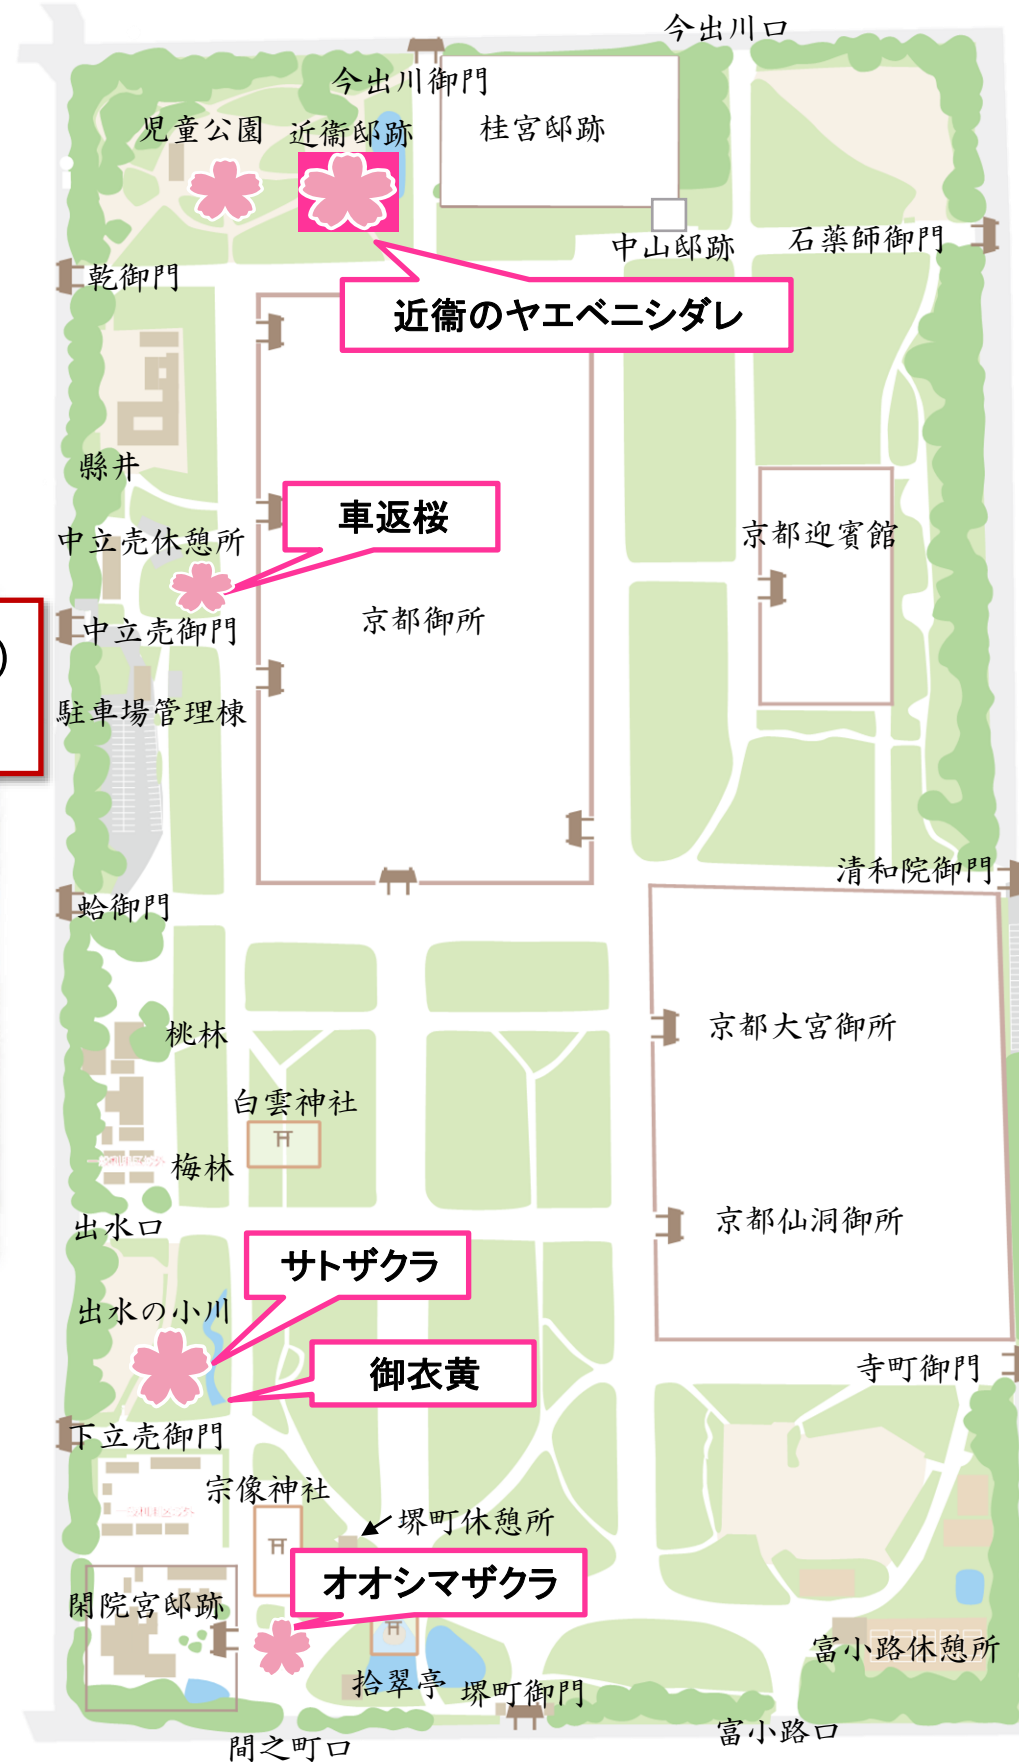 今出川口
今出川御門
児童公園
近衞邸跡
桂宮邸跡
中山邸跡
石薬師御門
乾御門
近衞のヤエベニシダレ
縣井
車返桜
中立売休憩所
京都迎賓館
京都御所
中立売御門
)
駐車場管理棟
清和院御門
蛤御門
桃林
京都大宮御所
白雲神社
梅林
京都仙洞御所
出水口
サトザクラ
出水の小川
御衣黄
寺町御門
下立売御門
宗像神社
堺町休憩所
オオシマザクラ
閑院宮邸跡
富小路休憩所
拾翠亭
堺町御門
富小路口
間之町口